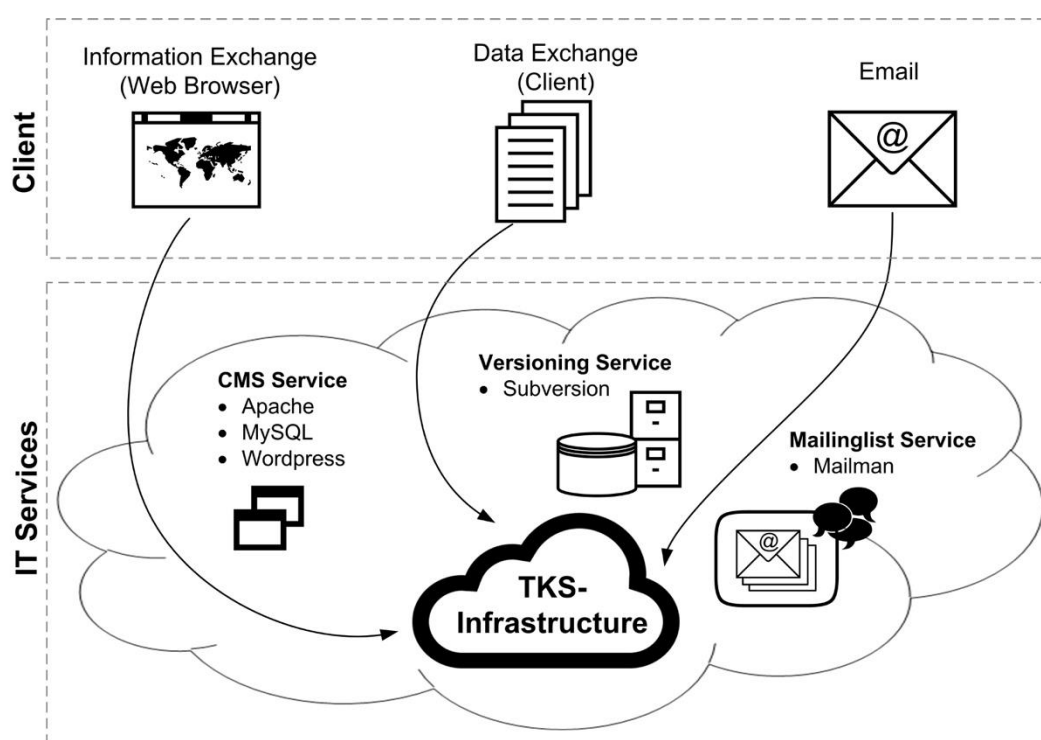 Client
Information Exchange
(Web Browser)
Data Exchange
(Client)
Email
@
IT Services
CMS Service
• Apache
• MySQL
• Wordpress
Versioning Service
• Subversion
Mailinglist Service
• Mailman
@
TKS-
Infrastructure